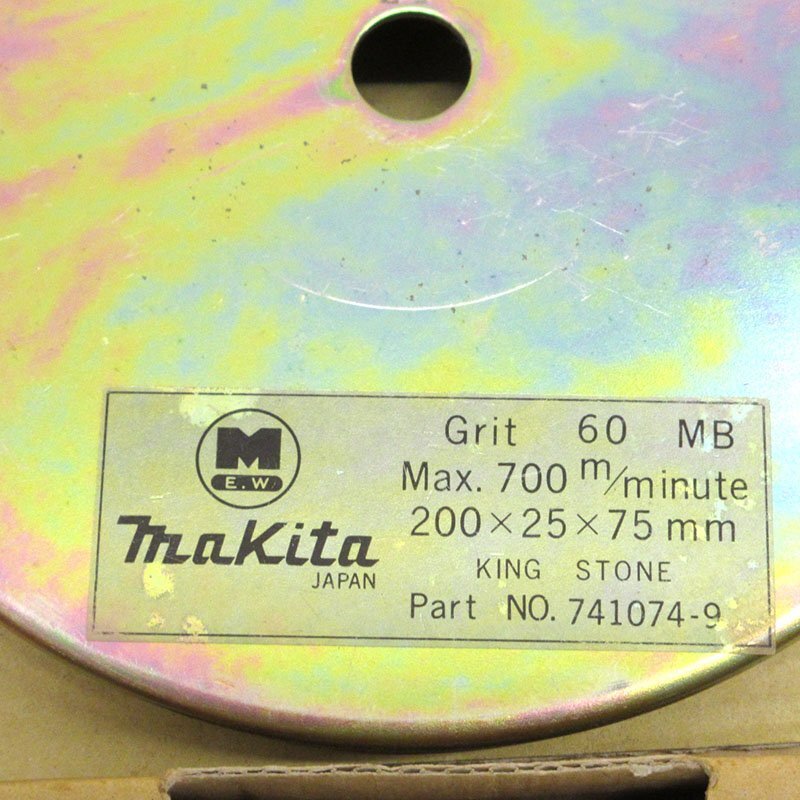 M
E.W
Makita
JAPAN
Grit 60 MB
Max. 700 m/minute
200×25×75 mm
KING STONE
Part NO. 741074-9